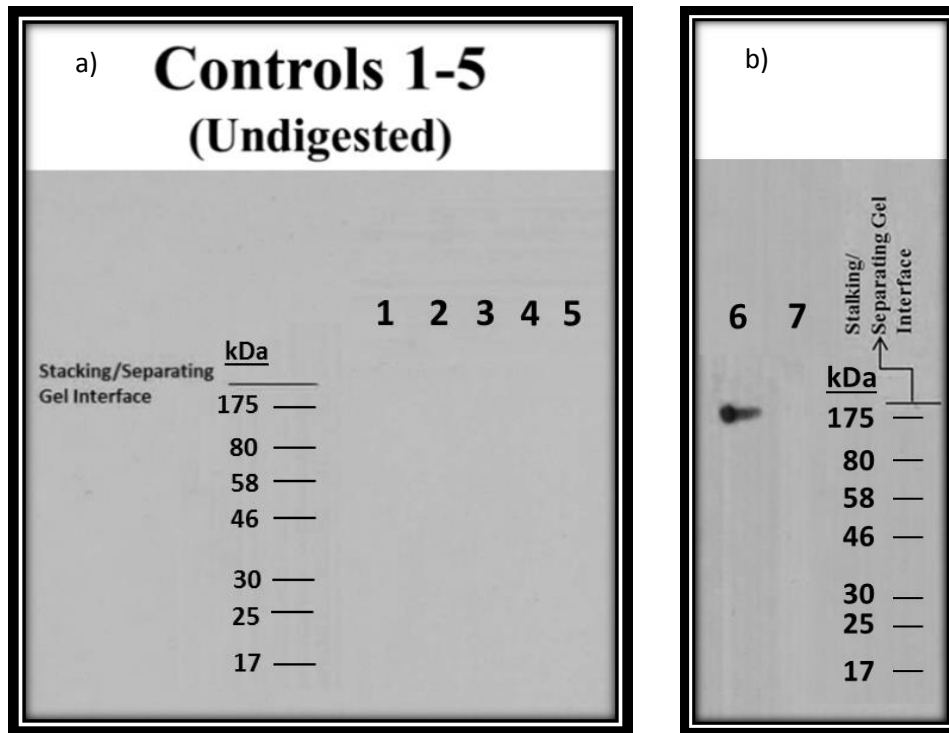 a)
Controls 1-5
(Undigested)
1 2 3 4 5
kDa
Stacking/Separating
Gel Interface
175
80
58
46
30
25
17
b)
6 7
Stalking/
Separating Gel
Interface
kDa
175
80
58
46
30
25
17